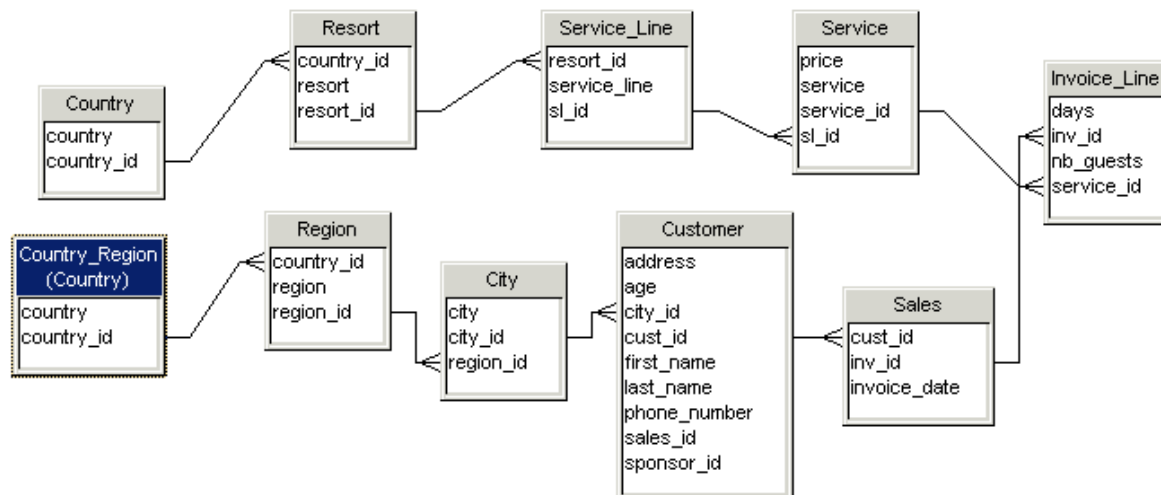 Resort
country_id
resort
resort_id
Service_Line
resort_id
service_line
sl_id
Service
price
service
service_id
sl_id
Invoice_Line
days
inv_id
nb_guests
service_id
Country
country
country_id
Country_Region
(Country)
country
country_id
Region
country_id
region
region_id
City
city
city_id
region_id
Customer
address
age
city_id
cust_id
first_name
last_name
phone_number
sales_id
sponsor_id
Sales
cust_id
inv_id
invoice_date